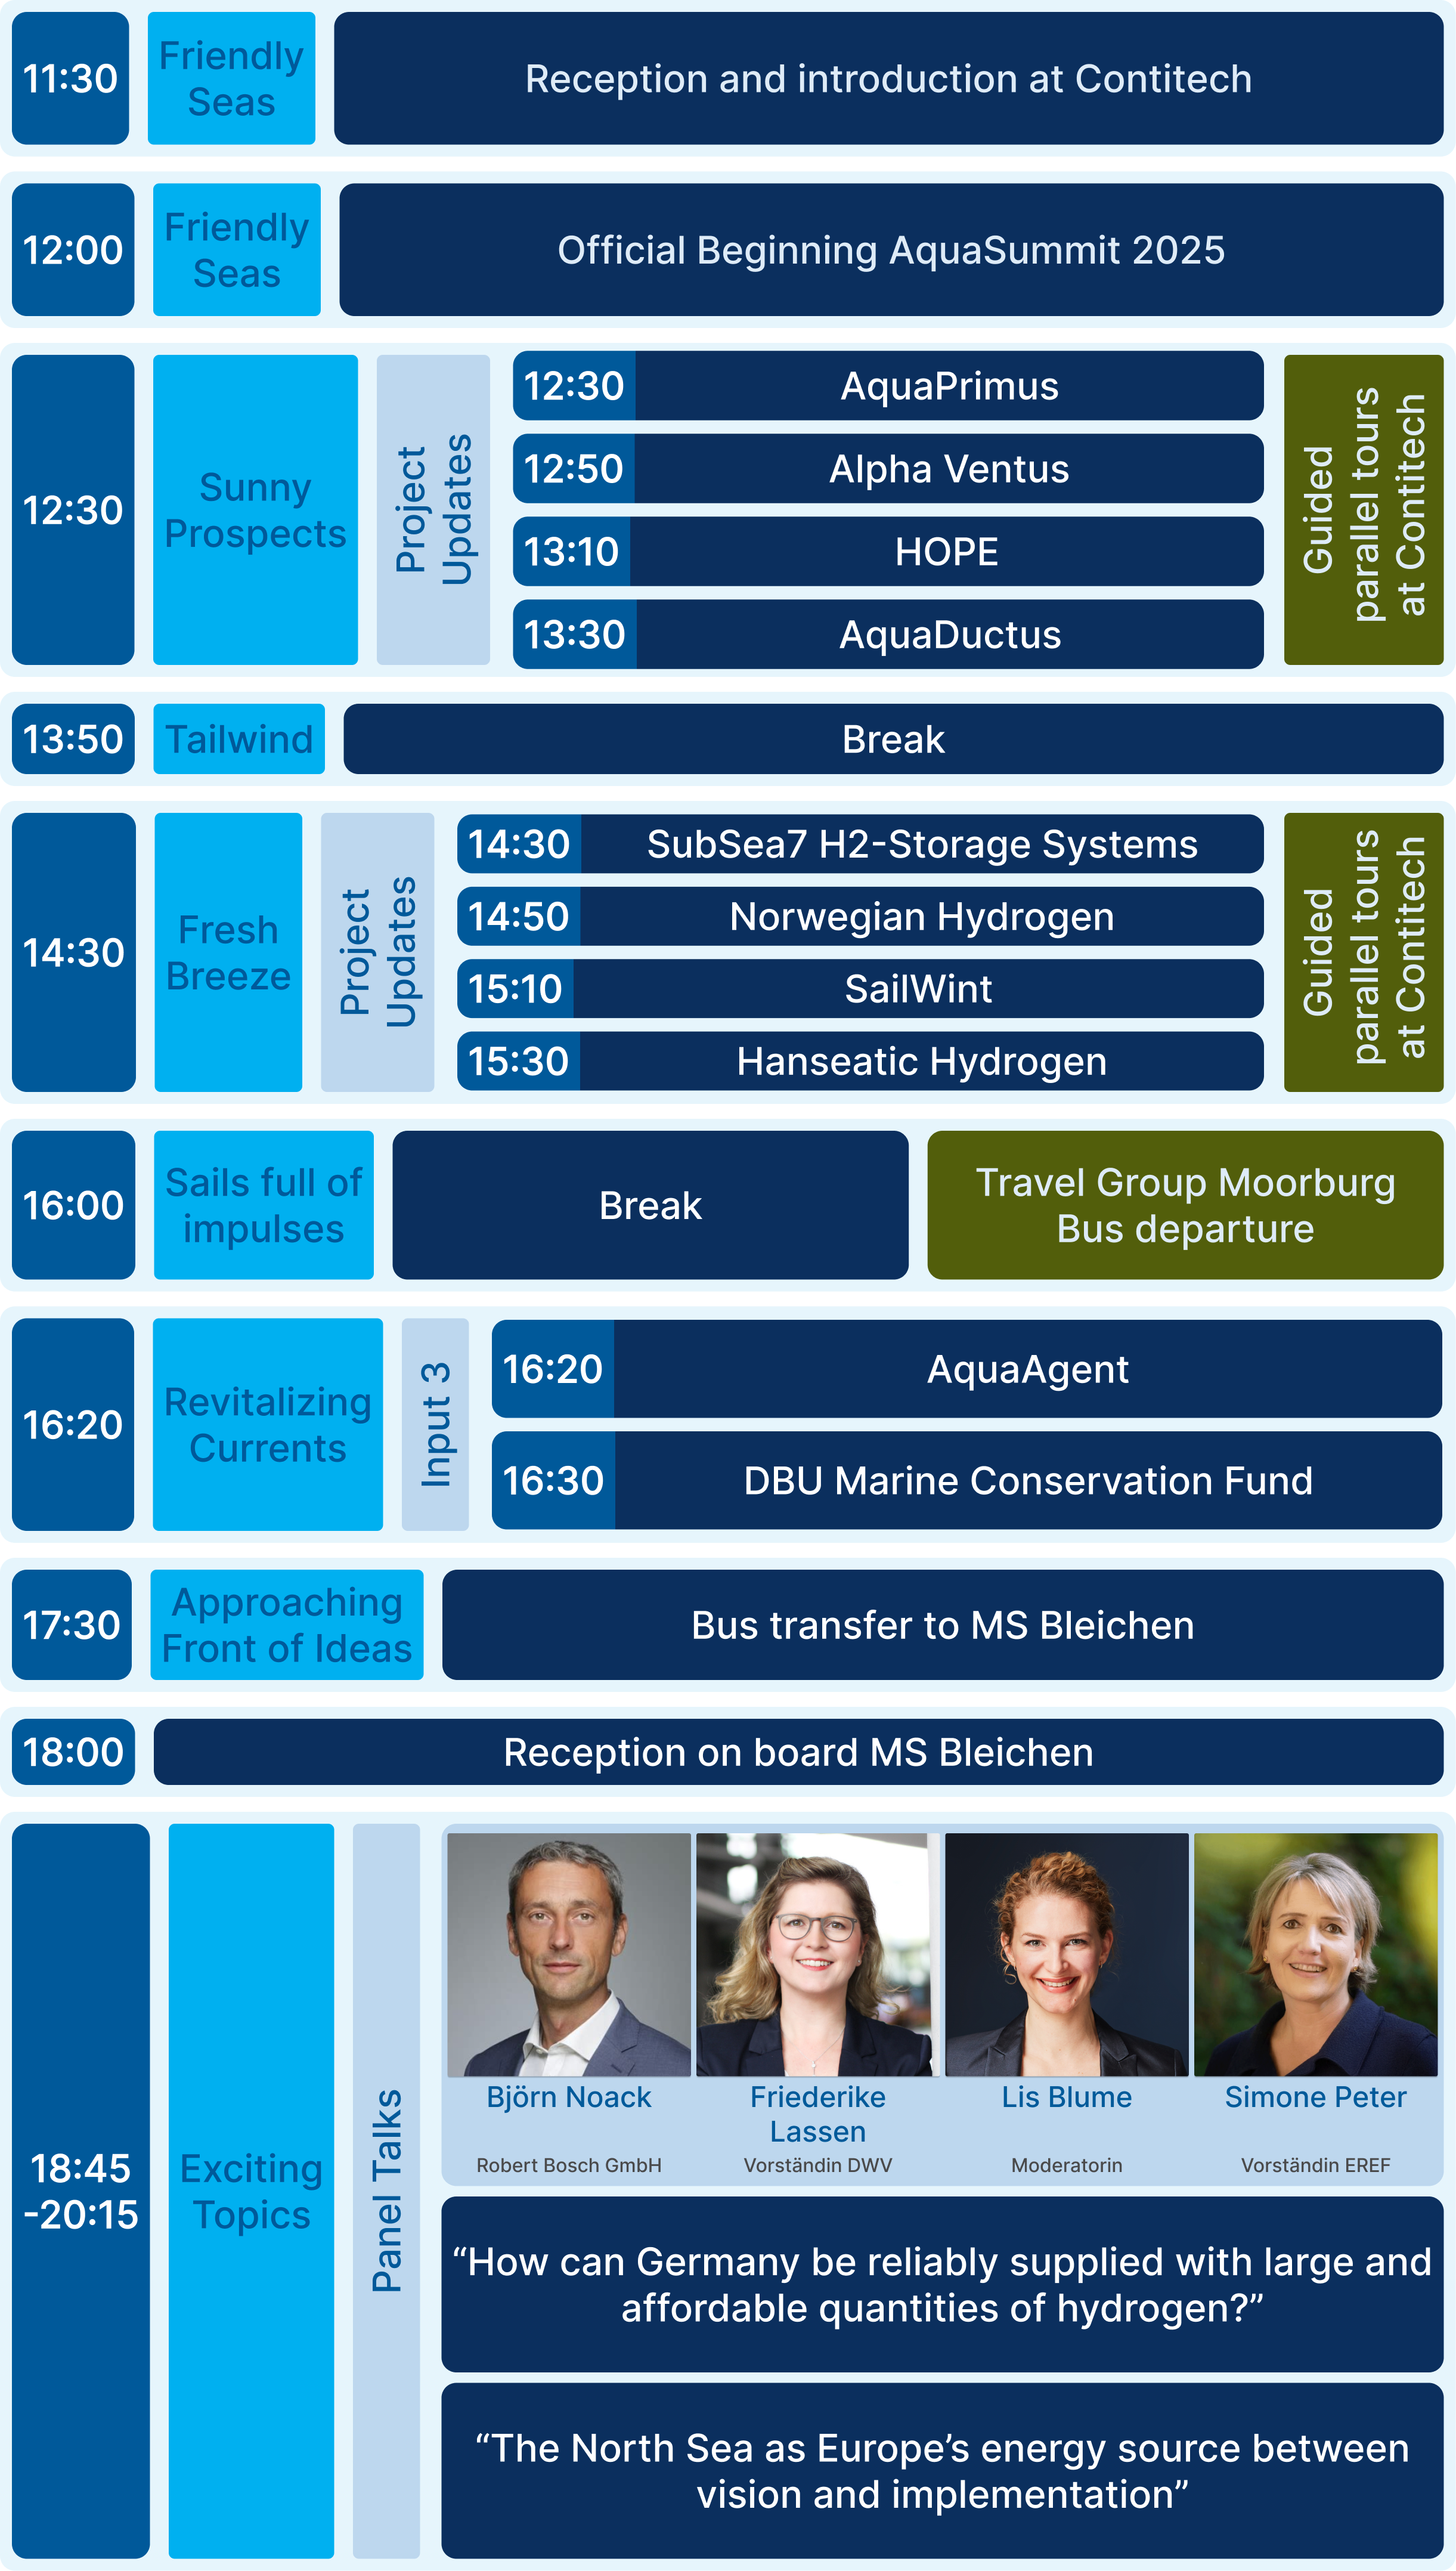 11:30
Friendly
Seas
Reception and introduction at Contitech
12:00
Friendly
Seas
Official Beginning AquaSummit 2025
12:30
Sunny
Prospects
Project
Updates
12:30
AquaPrimus
12:50
Alpha Ventus
13:10
HOPE
13:30
AquaDuctus
Guided
parallel tours
at Contitech
13:50
Tailwind
Break
14:30
Fresh
Breeze
Project
Updates
14:30
SubSea7 H2-Storage Systems
14:50
Norwegian Hydrogen
15:10
SailWint
15:30
Hanseatic Hydrogen
Guided
parallel tours
at Contitech
16:00
Sails full of
impulses
Break
Travel Group Moorburg
Bus departure
16:20
Revitalizing
Currents
Input 3
16:20
AquaAgent
16:30
DBU Marine Conservation Fund
17:30
Approaching
Front of Ideas
Bus transfer to MS Bleichen
18:00
Reception on board MS Bleichen
18:45
-20:15
Exciting
Topics
Panel Talks
Björn Noack
Robert Bosch GmbH
Friederike
Lassen
Vorständin DWV
Lis Blume
Moderatorin
Simone Peter
Vorständin EREF
“How can Germany be reliably supplied with large and
affordable quantities of hydrogen?”
“The North Sea as Europe’s energy source between
vision and implementation”